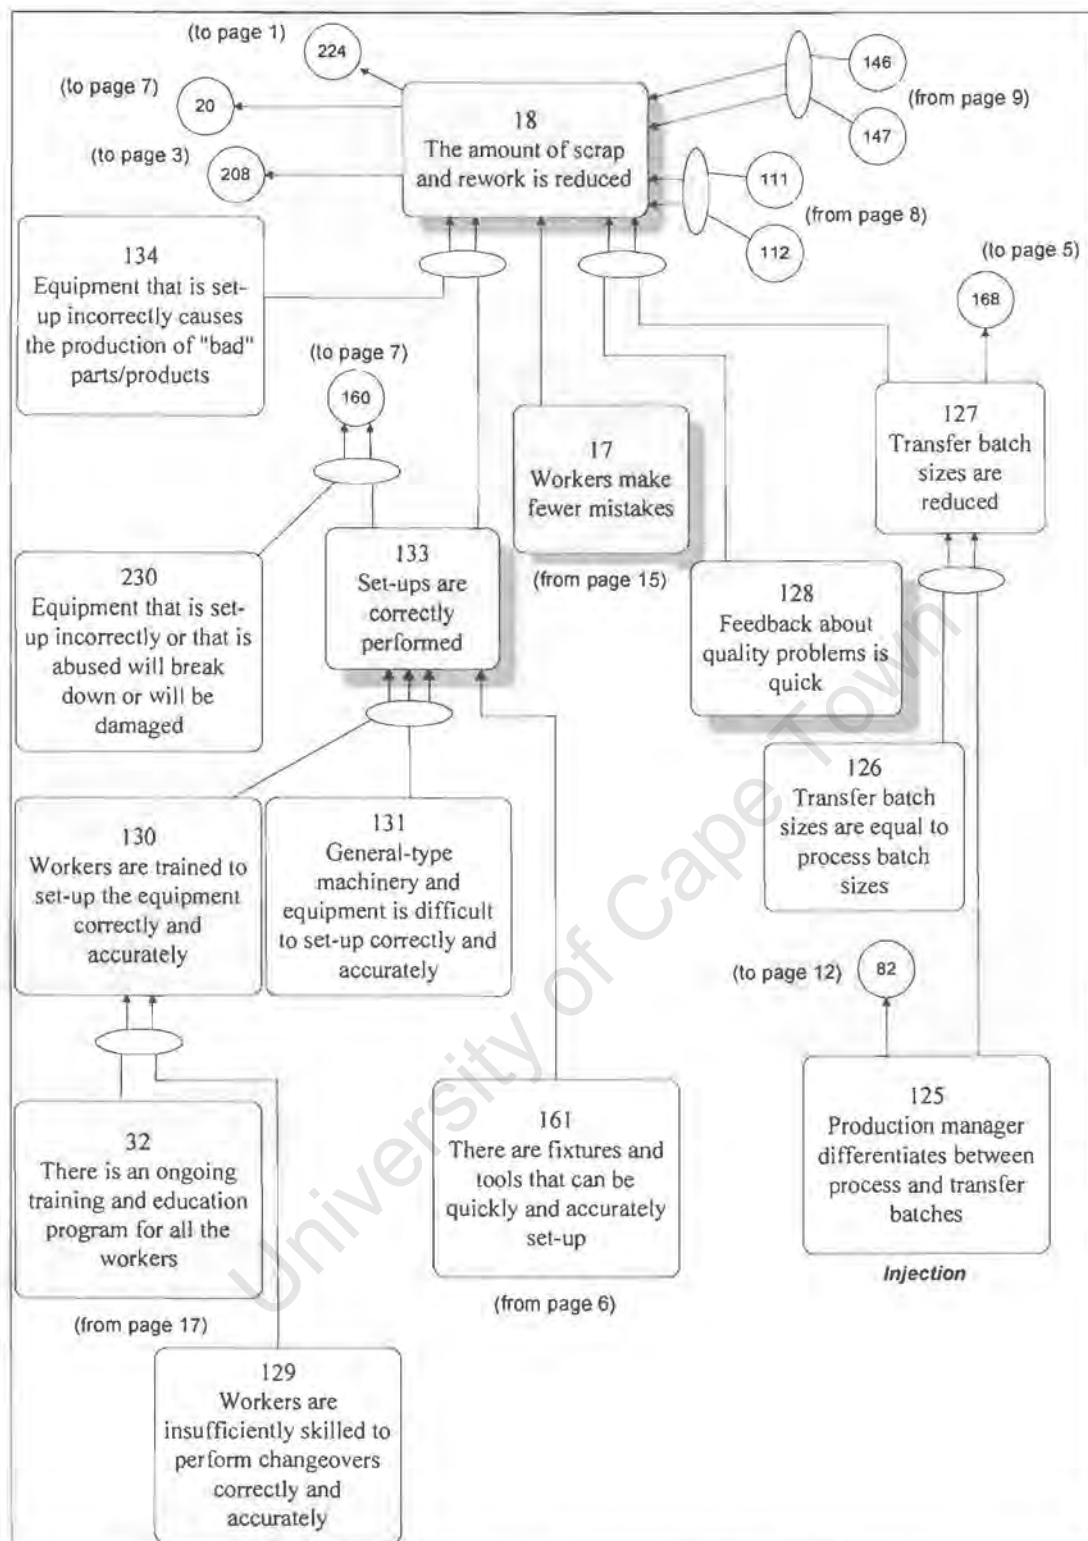 (to page 1)
224
(to page 7)
20
(to page 3)
208
18
The amount of scrap
and rework is reduced
146
(from page 9)
147
111
(from page 8)
112
134
Equipment that is set-
up incorrectly causes
the production of "bad"
parts/products
(to page 7)
160
(to page 5)
168
17
Workers make
fewer mistakes
(from page 15)
127
Transfer batch
sizes are
reduced
230
Equipment that is set-
up incorrectly or that is
abused will break
down or will be
damaged
133
Set-ups are
correctly
performed
128
Feedback about
quality problems is
quick
126
Transfer batch
sizes are equal to
process batch
sizes
130
Workers are trained to
set-up the equipment
correctly and
accurately
131
General-type
machinery and
equipment is difficult
to set-up correctly and
accurately
(to page 12)
82
32
There is an ongoing
training and education
program for all the
workers
(from page 17)
161
There are fixtures and
tools that can be
quickly and accurately
set-up
(from page 6)
125
Production manager
differentiates between
process and transfer
batches
Injection
129
Workers are
insufficiently skilled to
perform changeovers
correctly and
accurately
University of Cape Town